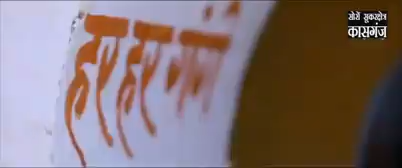 हर हर गंगे
सोरों सूकरक्षेत्र
कासगंज